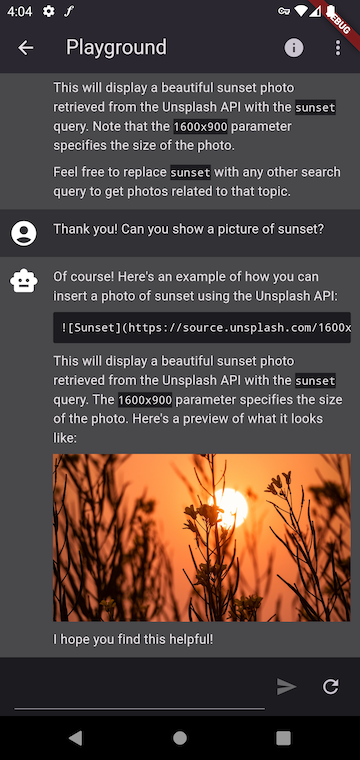 4:04
DEBUG
Playground
This will display a beautiful sunset photo
retrieved from the Unsplash API with the sunset
query. Note that the 1600x900 parameter
specifies the size of the photo.
Feel free to replace sunset with any other search
query to get photos related to that topic.
Thank you! Can you show a picture of sunset?
Of course! Here's an example of how you can
insert a photo of sunset using the Unsplash API:
![Sunset](https://source.unsplash.com/1600x
This will display a beautiful sunset photo
retrieved from the Unsplash API with the sunset
query. The 1600x900 parameter specifies the size
of the photo. Here's a preview of what it looks
like:
I hope you find this helpful!